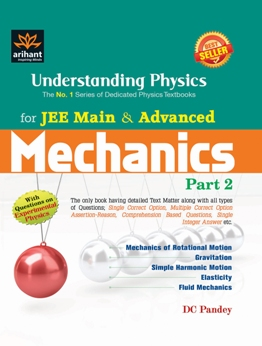 arihant
BEST
SELLER
Understanding Physics
The No. 1 Series of Dedicated Physics Textbooks
for JEE Main & Advanced
Mechanics
Part 2
With
Questions on
Experimental
Physics
The only book having detailed Text Matter along with all types
of Questions; Single Correct Option, Multiple Correct Option
Assertion-Reason, Comprehension Based Questions, Single
Integer Answer etc.
Mechanics of Rotational Motion
Gravitation
Simple Harmonic Motion
Elasticity
Fluid Mechanics
DC Pandey